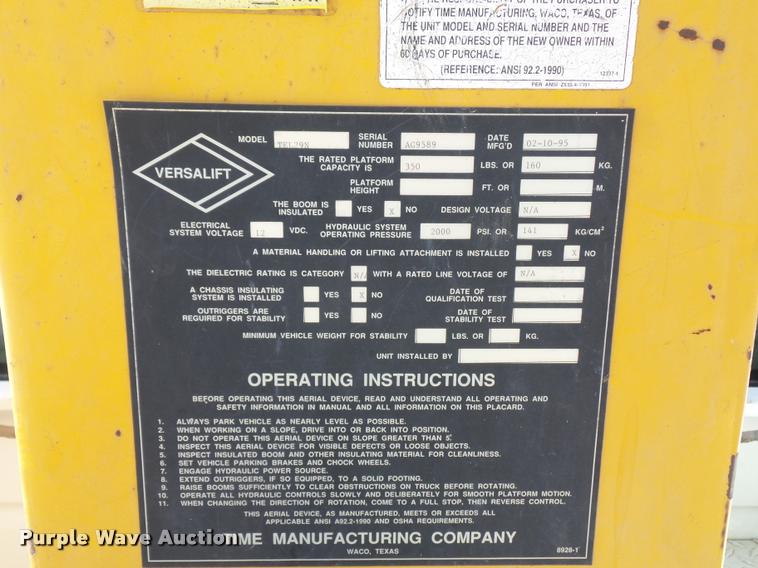 NOTIFY TIME MANUFACTURING, WACO, TEXAS, OF
THE UNIT MODEL AND SERIAL NUMBER AND THE
NAME AND ADDRESS OF THE NEW OWNER WITHIN
60 DAYS OF PURCHASE.
(REFERENCE: ANSI 92.2-1990)
VERSALIFT
MODEL TEL29N SERIAL NUMBER AG9589 DATE MFG'D 02-10-95
THE RATED PLATFORM CAPACITY IS 350 LBS. OR 160 KG.
PLATFORM HEIGHT FT. OR M.
THE BOOM IS INSULATED YES X NO DESIGN VOLTAGE N/A
ELECTRICAL SYSTEM VOLTAGE 12 VDC. HYDRAULIC SYSTEM OPERATING PRESSURE 2000 PSI. OR 141 KG/CM²
A MATERIAL HANDLING OR LIFTING ATTACHMENT IS INSTALLED YES X NO
THE DIELECTRIC RATING IS CATEGORY N/A WITH A RATED LINE VOLTAGE OF N/A
A CHASSIS INSULATING SYSTEM IS INSTALLED YES X NO DATE OF QUALIFICATION TEST
OUTRIGGERS ARE REQUIRED FOR STABILITY YES NO DATE OF STABILITY TEST
MINIMUM VEHICLE WEIGHT FOR STABILITY LBS. OR KG.
UNIT INSTALLED BY
OPERATING INSTRUCTIONS
BEFORE OPERATING THIS AERIAL DEVICE, READ AND UNDERSTAND ALL OPERATING AND
SAFETY INFORMATION IN MANUAL AND ALL INFORMATION ON THIS PLACARD.
1. ALWAYS PARK VEHICLE AS NEARLY LEVEL AS POSSIBLE.
2. WHEN WORKING ON A SLOPE, DRIVE INTO OR BACK INTO POSITION.
3. DO NOT OPERATE THIS AERIAL DEVICE ON SLOPE GREATER THAN 5°.
4. INSPECT THIS AERIAL DEVICE FOR VISIBLE DEFECTS OR LOOSE OBJECTS.
5. INSPECT INSULATED BOOM AND OTHER INSULATING MATERIAL FOR CLEANLINESS.
6. SET VEHICLE PARKING BRAKES AND CHOCK WHEELS.
7. ENGAGE HYDRAULIC POWER SOURCE.
8. EXTEND OUTRIGGERS, IF SO EQUIPPED, TO A SOLID FOOTING.
9. RAISE BOOMS SUFFICIENTLY TO CLEAR OBSTRUCTIONS ON TRUCK BEFORE ROTATING.
10. OPERATE ALL HYDRAULIC CONTROLS SLOWLY AND DELIBERATELY FOR SMOOTH PLATFORM MOTION.
11. WHEN CHANGING THE DIRECTION OF ROTATION, COME TO A FULL STOP, THEN REVERSE CONTROL.
THIS AERIAL DEVICE, AS MANUFACTURED, MEETS OR EXCEEDS ALL
APPLICABLE ANSI A92.2-1990 AND OSHA REQUIREMENTS.
TIME MANUFACTURING COMPANY
WACO, TEXAS
8928-1
Purple Wave Auction